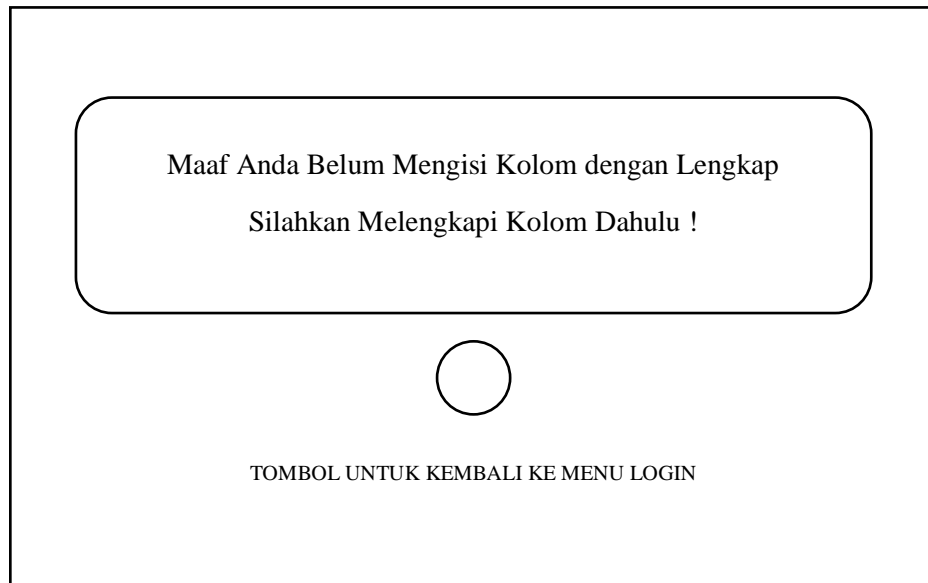 Maaf Anda Belum Mengisi Kolom dengan Lengkap
Silahkan Melengkapi Kolom Dahulu !
TOMBOL UNTUK KEMBALI KE MENU LOGIN